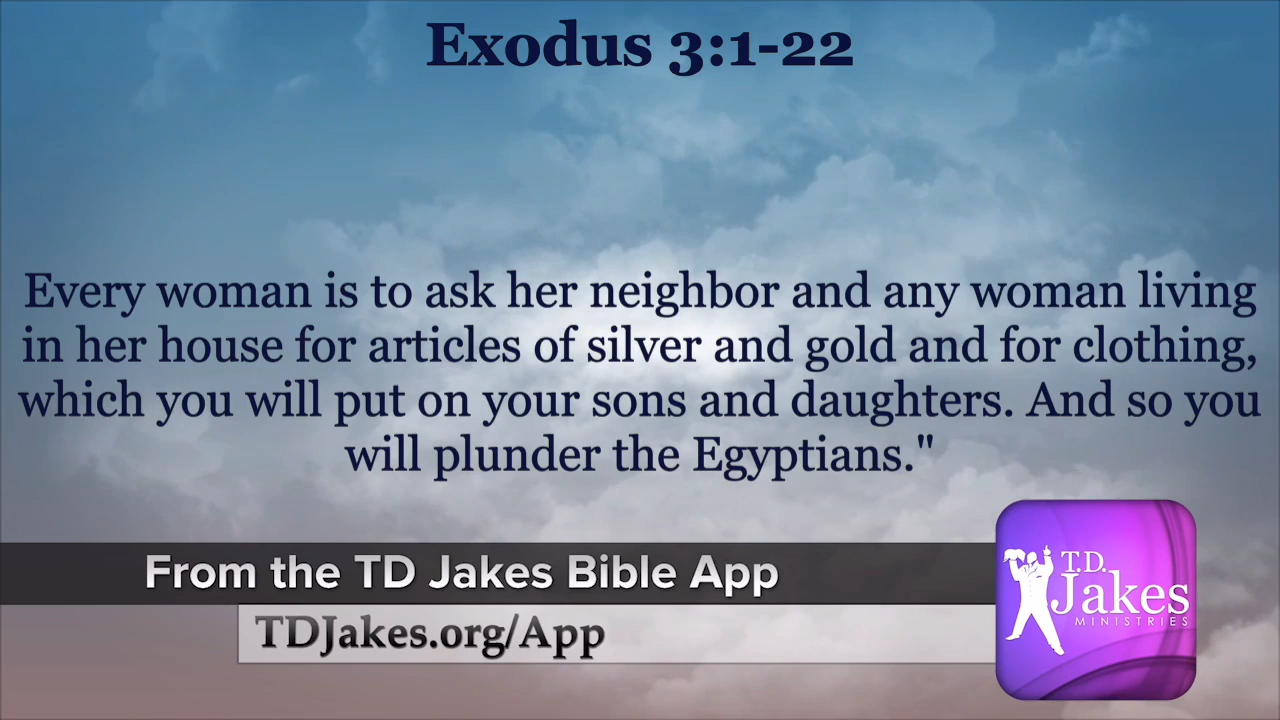 Exodus 3:1-22
Every woman is to ask her neighbor and any woman living
in her house for articles of silver and gold and for clothing,
which you will put on your sons and daughters. And so you
will plunder the Egyptians."
From the TD Jakes Bible App
TDJakes.org/App
T.D.
Jakes
MINISTRIES